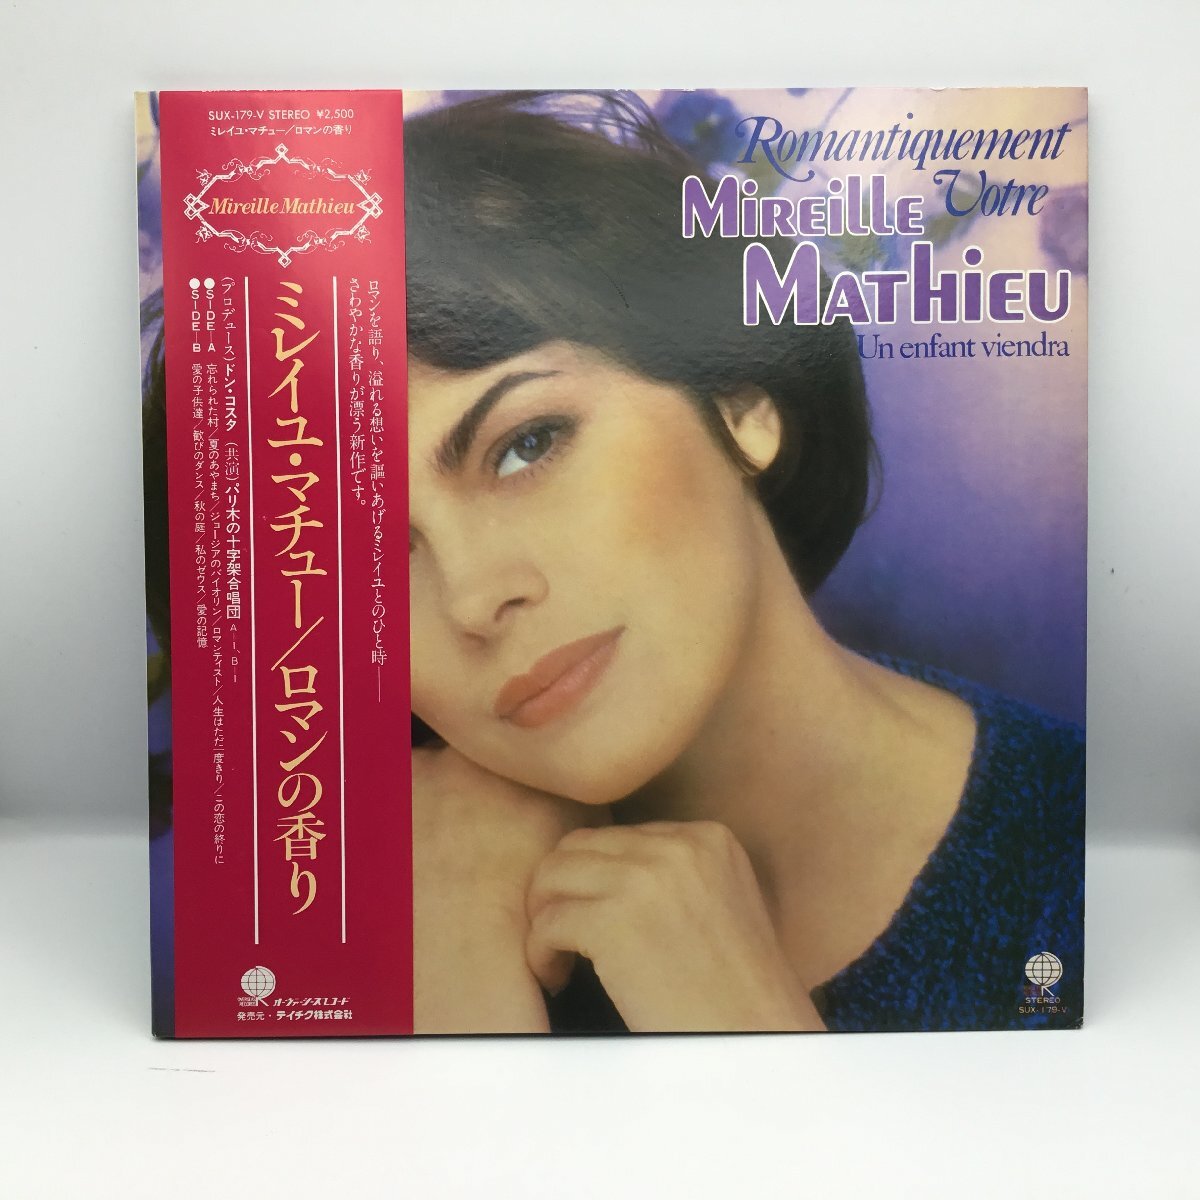 SUX-179-V STEREO ¥2,500
ミレイユ・マチュー/ロマンの香り
Mireille Mathieu
ロマンを語り、溢れる想いを謳いあげるミレイユとのひと時——
さわやかな香りが漂う新作です。
ミレイユ・マチュー/ロマンの香り
(プロデュース)ドン・コスタ (共演)パリ木の十字架合唱団 A-1、B-1
●SIDE-A 忘れられた村/夏のあやまち/ジョージアのバイオリン/ロマンティスト/人生はただ一度きり/この恋の終りに
●SIDE-B 愛の子供達/歓びのダンス/秋の庭/私のゼウス/愛の記憶
OVERSEAS RECORDS
オーヴァーシーズレコード
発売元・テイチク株式会社
Romantiquement
Votre
MIREILLE
MATHIEU
Un enfant viendra
STEREO
SUX-179-V